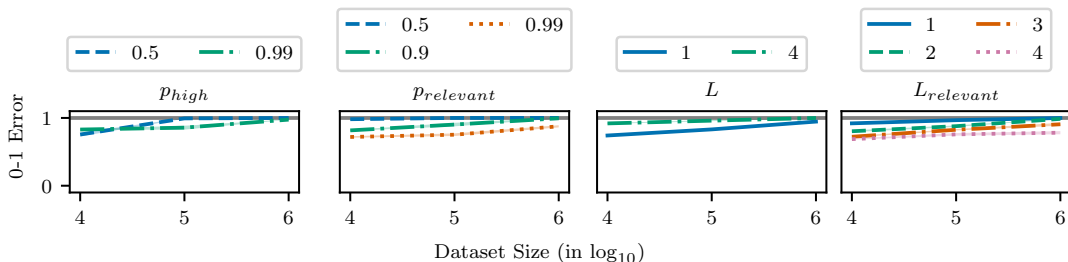 0.5 0.99
0.5 0.99
0.9
1 4
1 3
2 4
p_high p_relevant L L_relevant
0-1 Error
1
0
4 5 6 4 5 6 4 5 6 4 5 6
Dataset Size (in log₁₀)